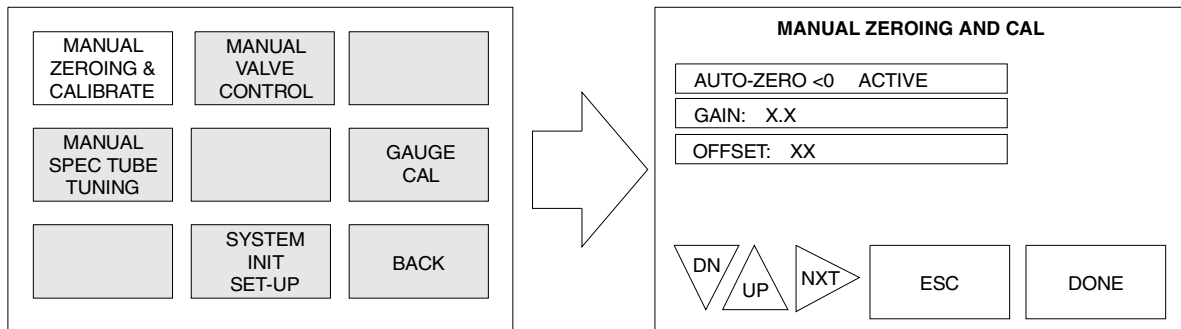 MANUAL
ZEROING &
CALIBRATE
MANUAL
VALVE
CONTROL
MANUAL
SPEC TUBE
TUNING
GAUGE
CAL
SYSTEM
INIT
SET-UP
BACK
MANUAL ZEROING AND CAL
AUTO-ZERO <0 ACTIVE
GAIN: X.X
OFFSET: XX
DN
UP
NXT
ESC
DONE